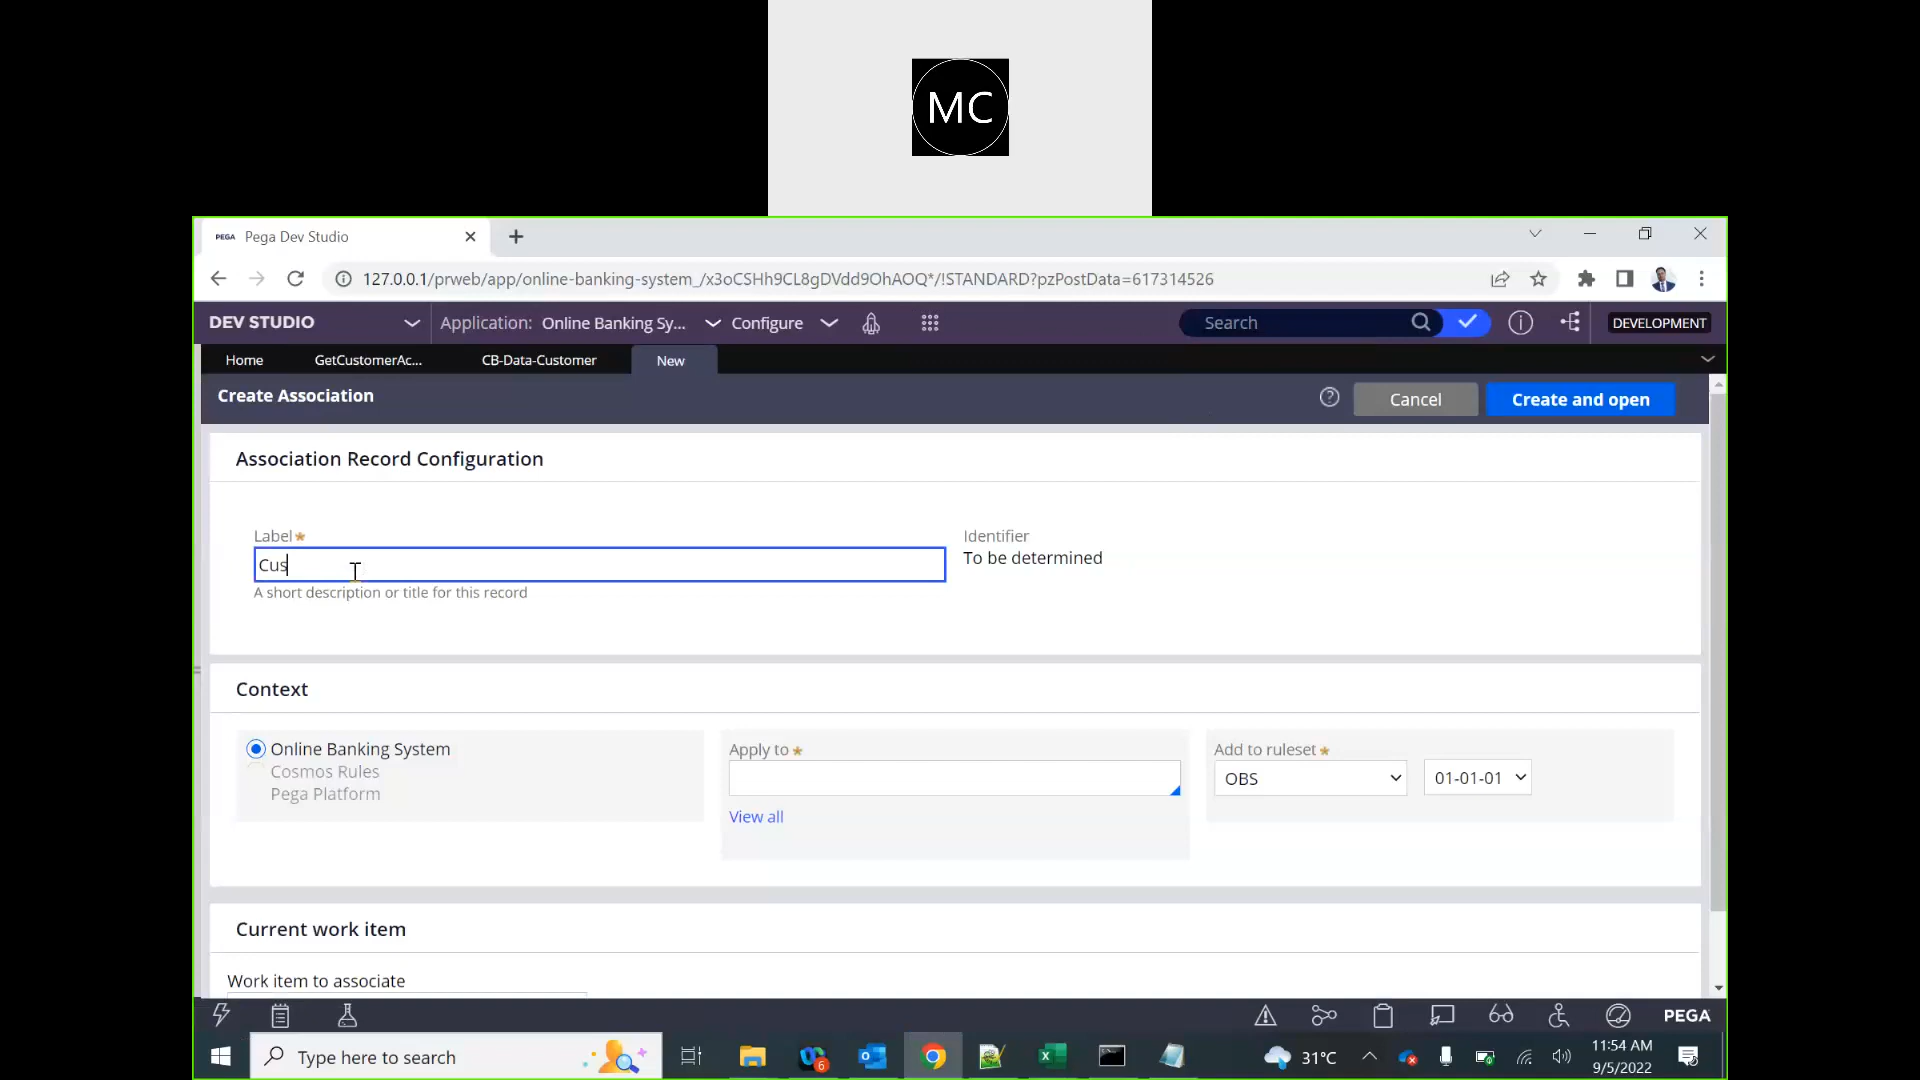 MC
PEGA Pega Dev Studio
127.0.0.1/prweb/app/online-banking-system_/x3oCSHh9CL8gDVdd9OhAOQ*/!STANDARD?pzPostData=617314526
DEV STUDIO Application: Online Banking Sy... Configure Search DEVELOPMENT
Home GetCustomerAc... CB-Data-Customer New
Create Association Cancel Create and open
Association Record Configuration
Label★ Identifier
Cus To be determined
A short description or title for this record
Context
Online Banking System Apply to ★ Add to ruleset ★
Cosmos Rules OBS 01-01-01
Pega Platform
View all
Current work item
Work item to associate
PEGA
Type here to search 6 31°C 11:54 AM
9/5/2022